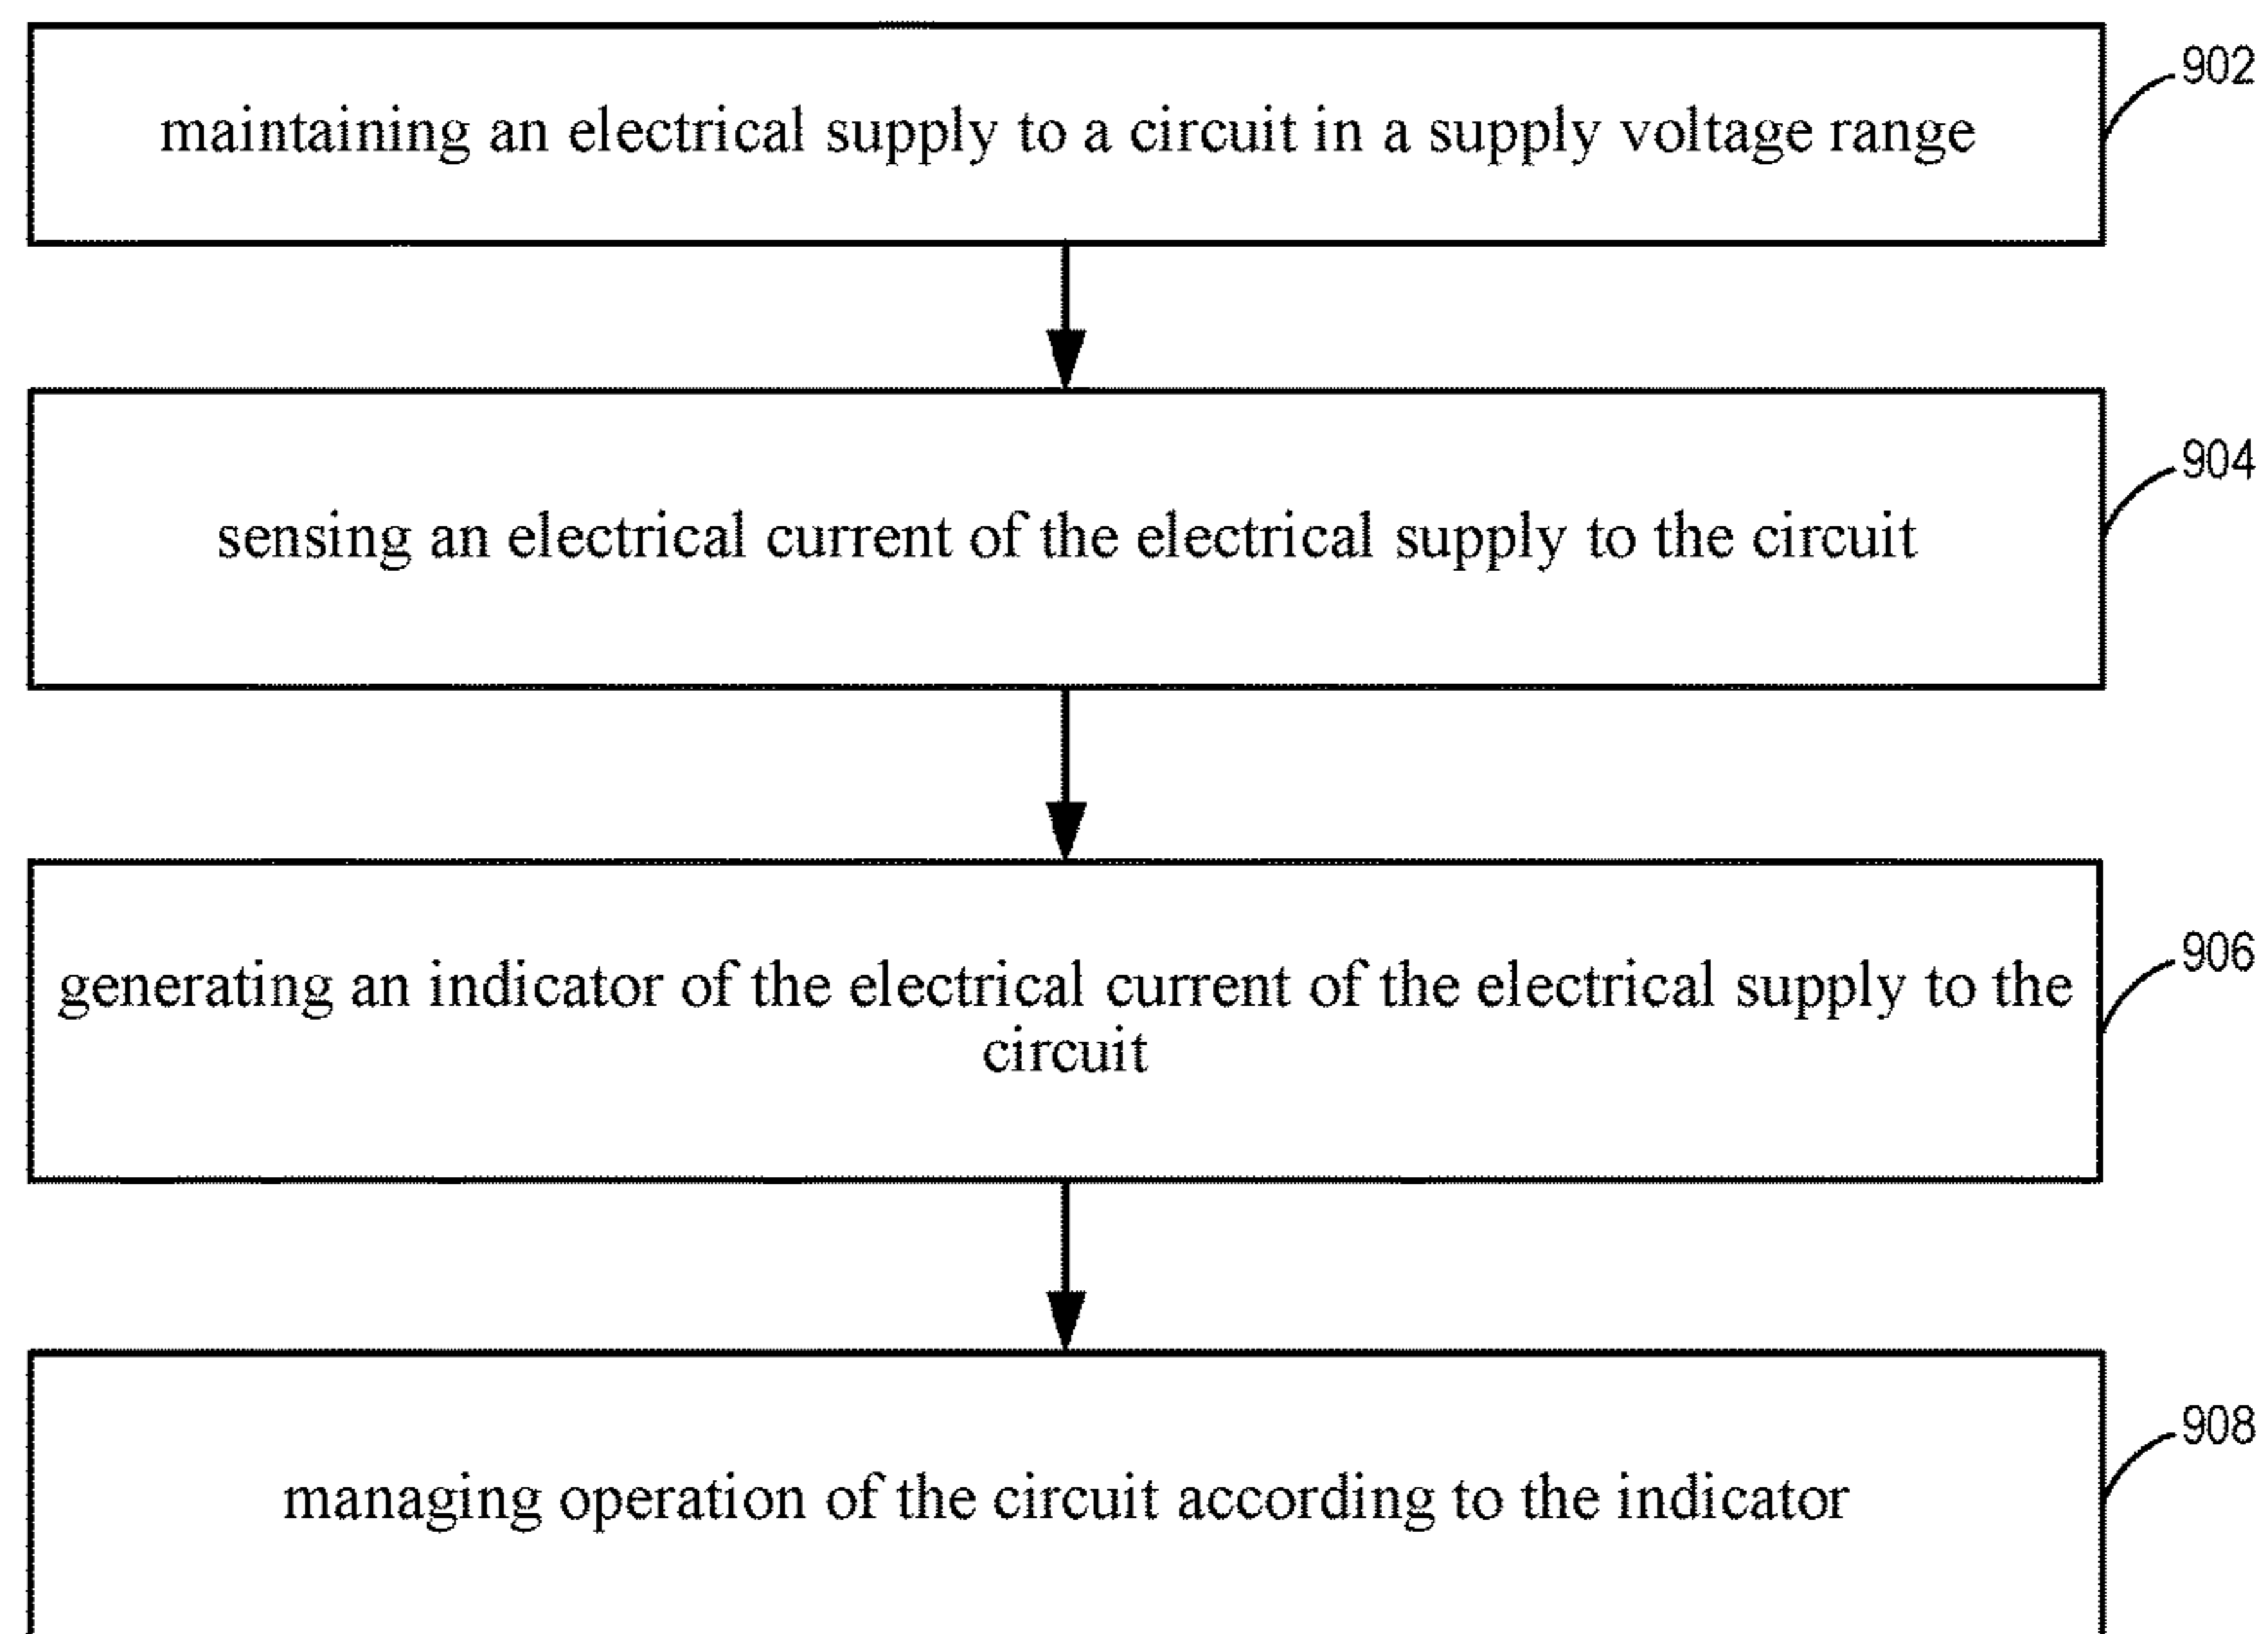 maintaining an electrical supply to a circuit in a supply voltage range
902
sensing an electrical current of the electrical supply to the circuit
904
generating an indicator of the electrical current of the electrical supply to the
circuit
906
managing operation of the circuit according to the indicator
908